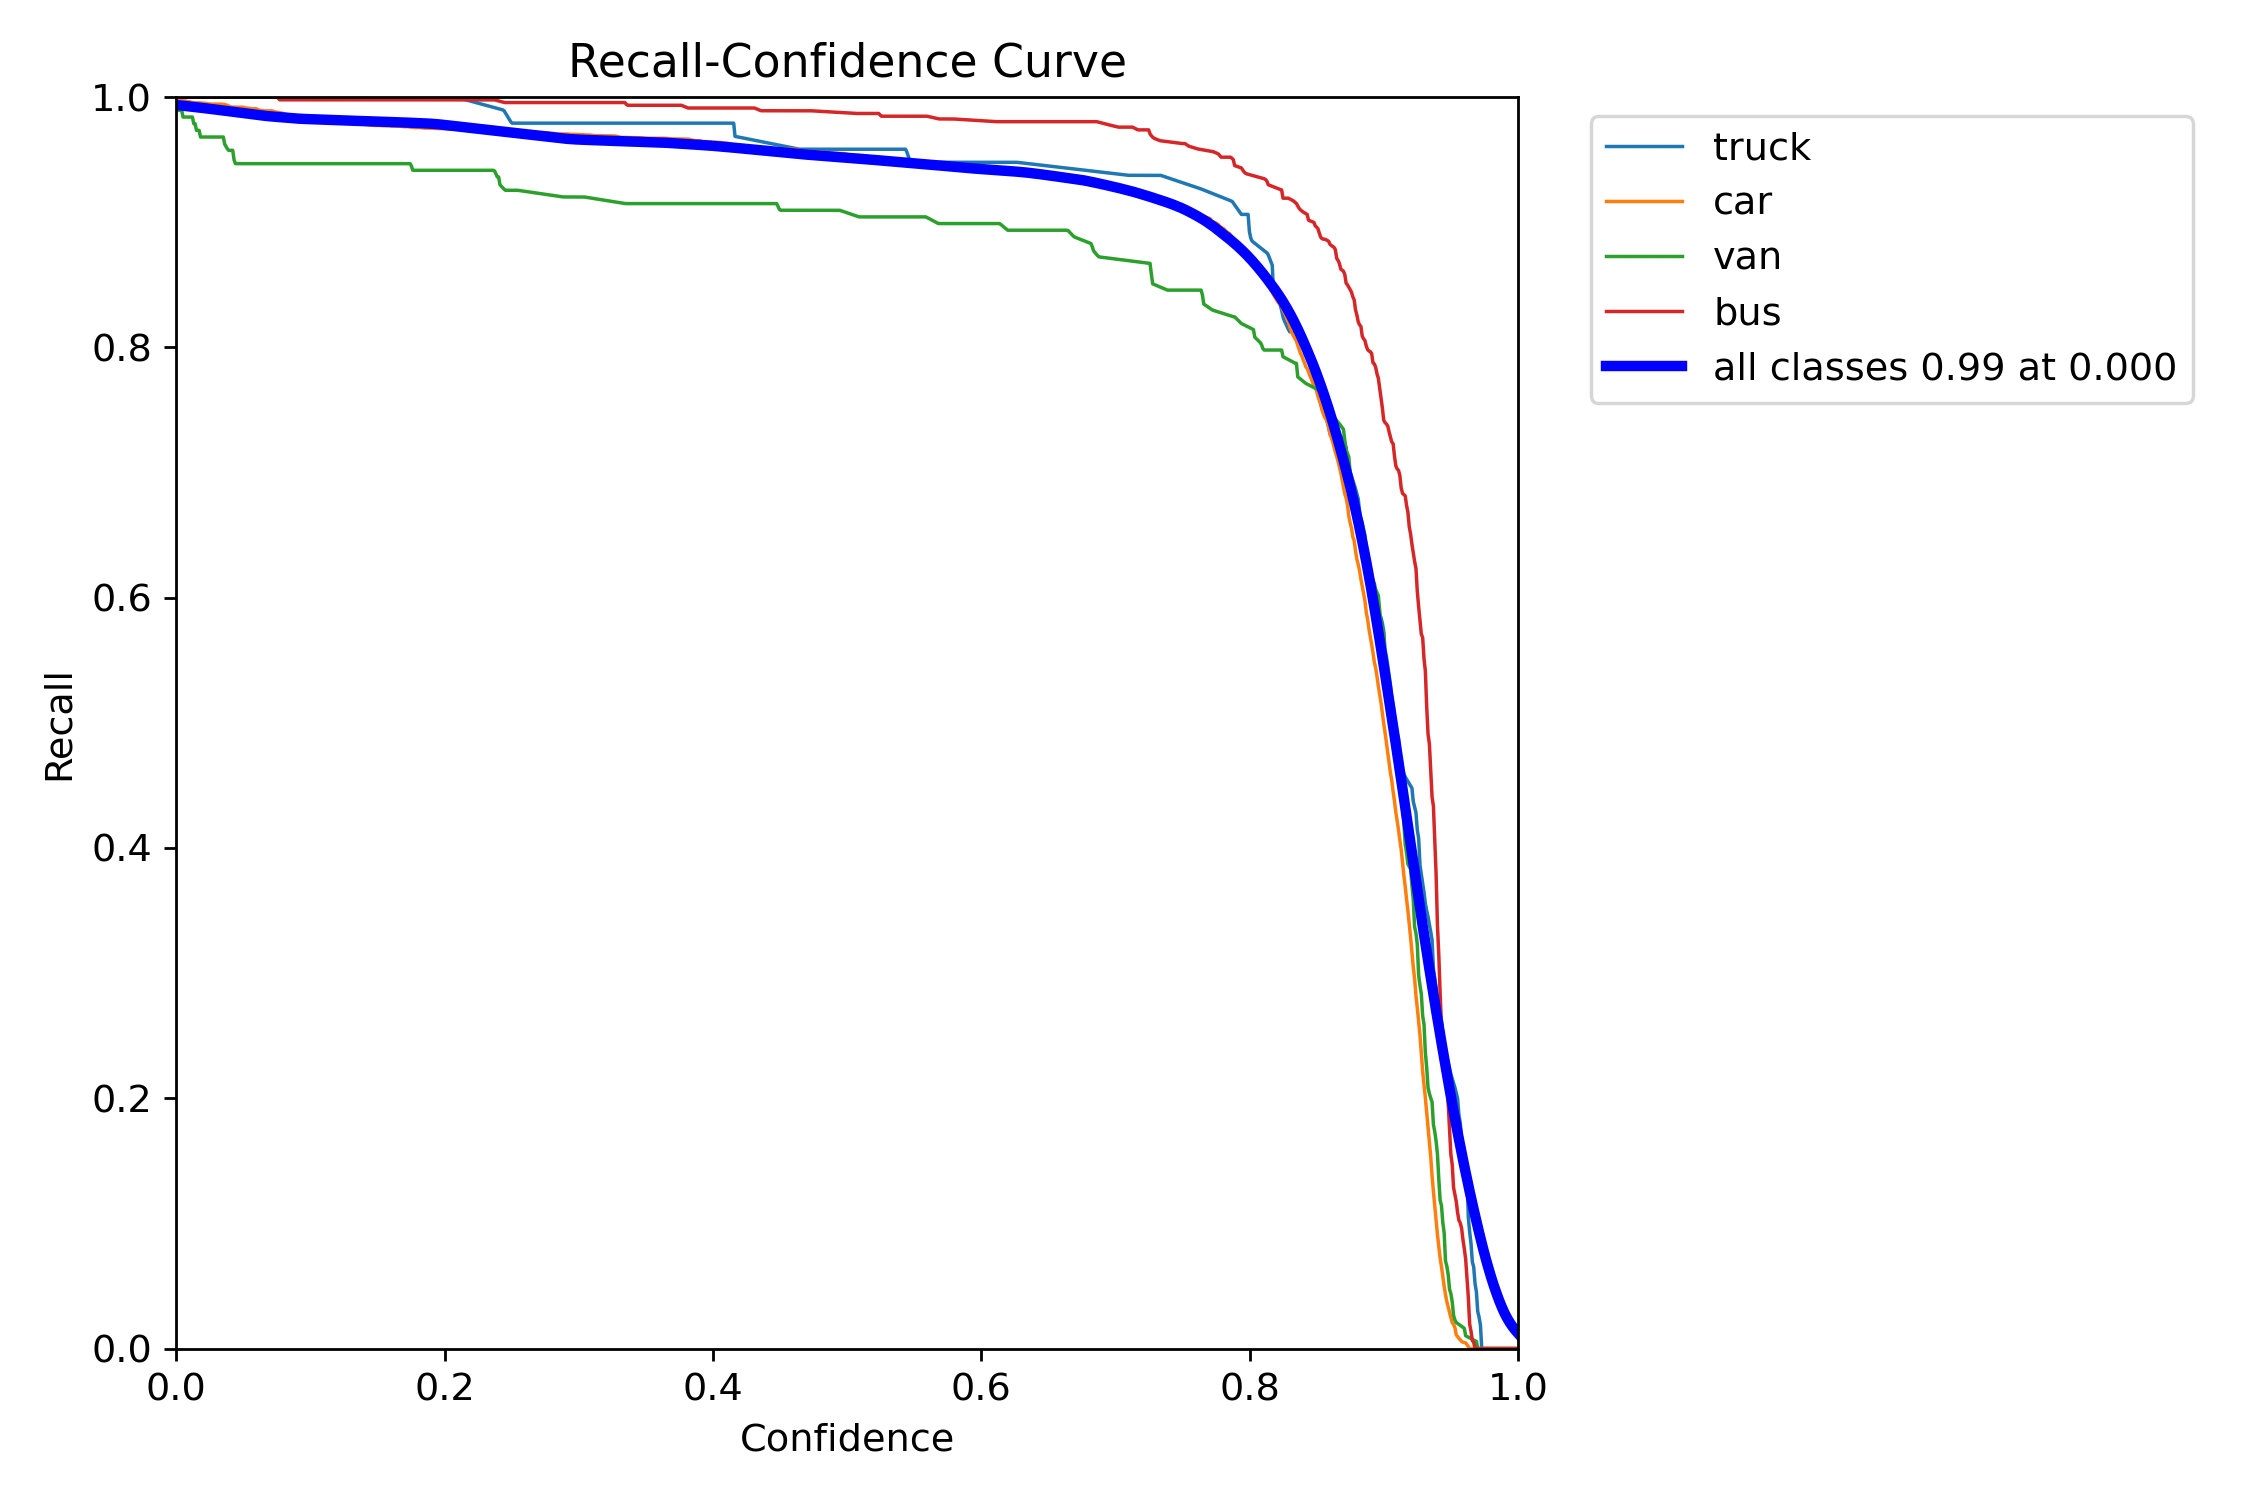 Recall-Confidence Curve
1.0
0.8
0.6
0.4
0.2
0.0
Recall
0.0 0.2 0.4 0.6 0.8 1.0
Confidence
truck
car
van
bus
all classes 0.99 at 0.000